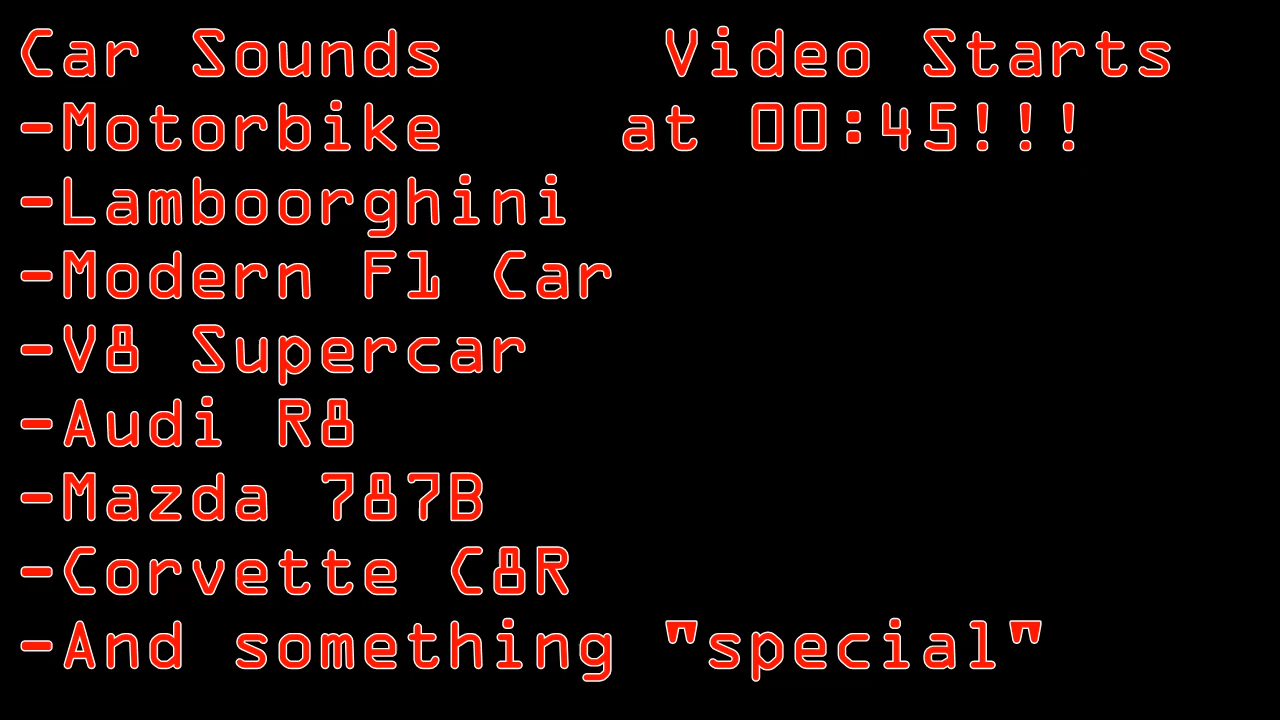 Car Sounds
-Motorbike
-Lamboorghini
-Modern F1 Car
-V8 Supercar
-Audi R8
-Mazda 787B
-Corvette C8R
-And something "special"
Video Starts
at 00:45!!!